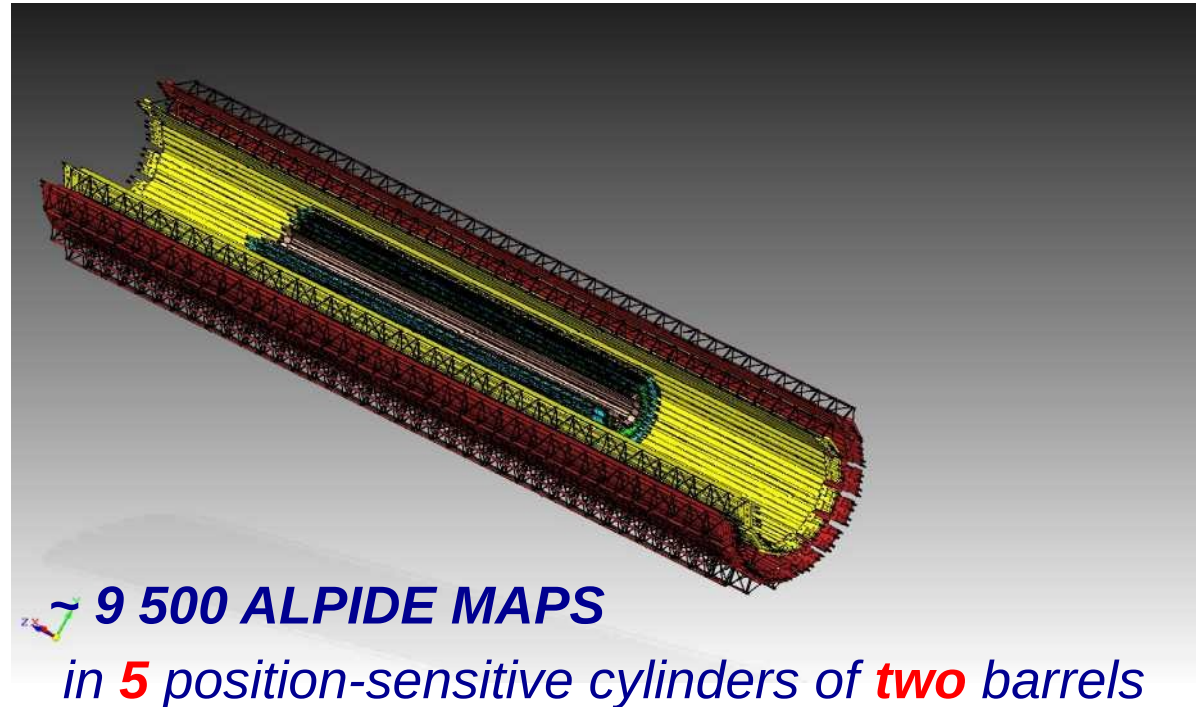 ~ 9 500 ALPIDE MAPS
z x
in 5 position-sensitive cylinders of two barrels